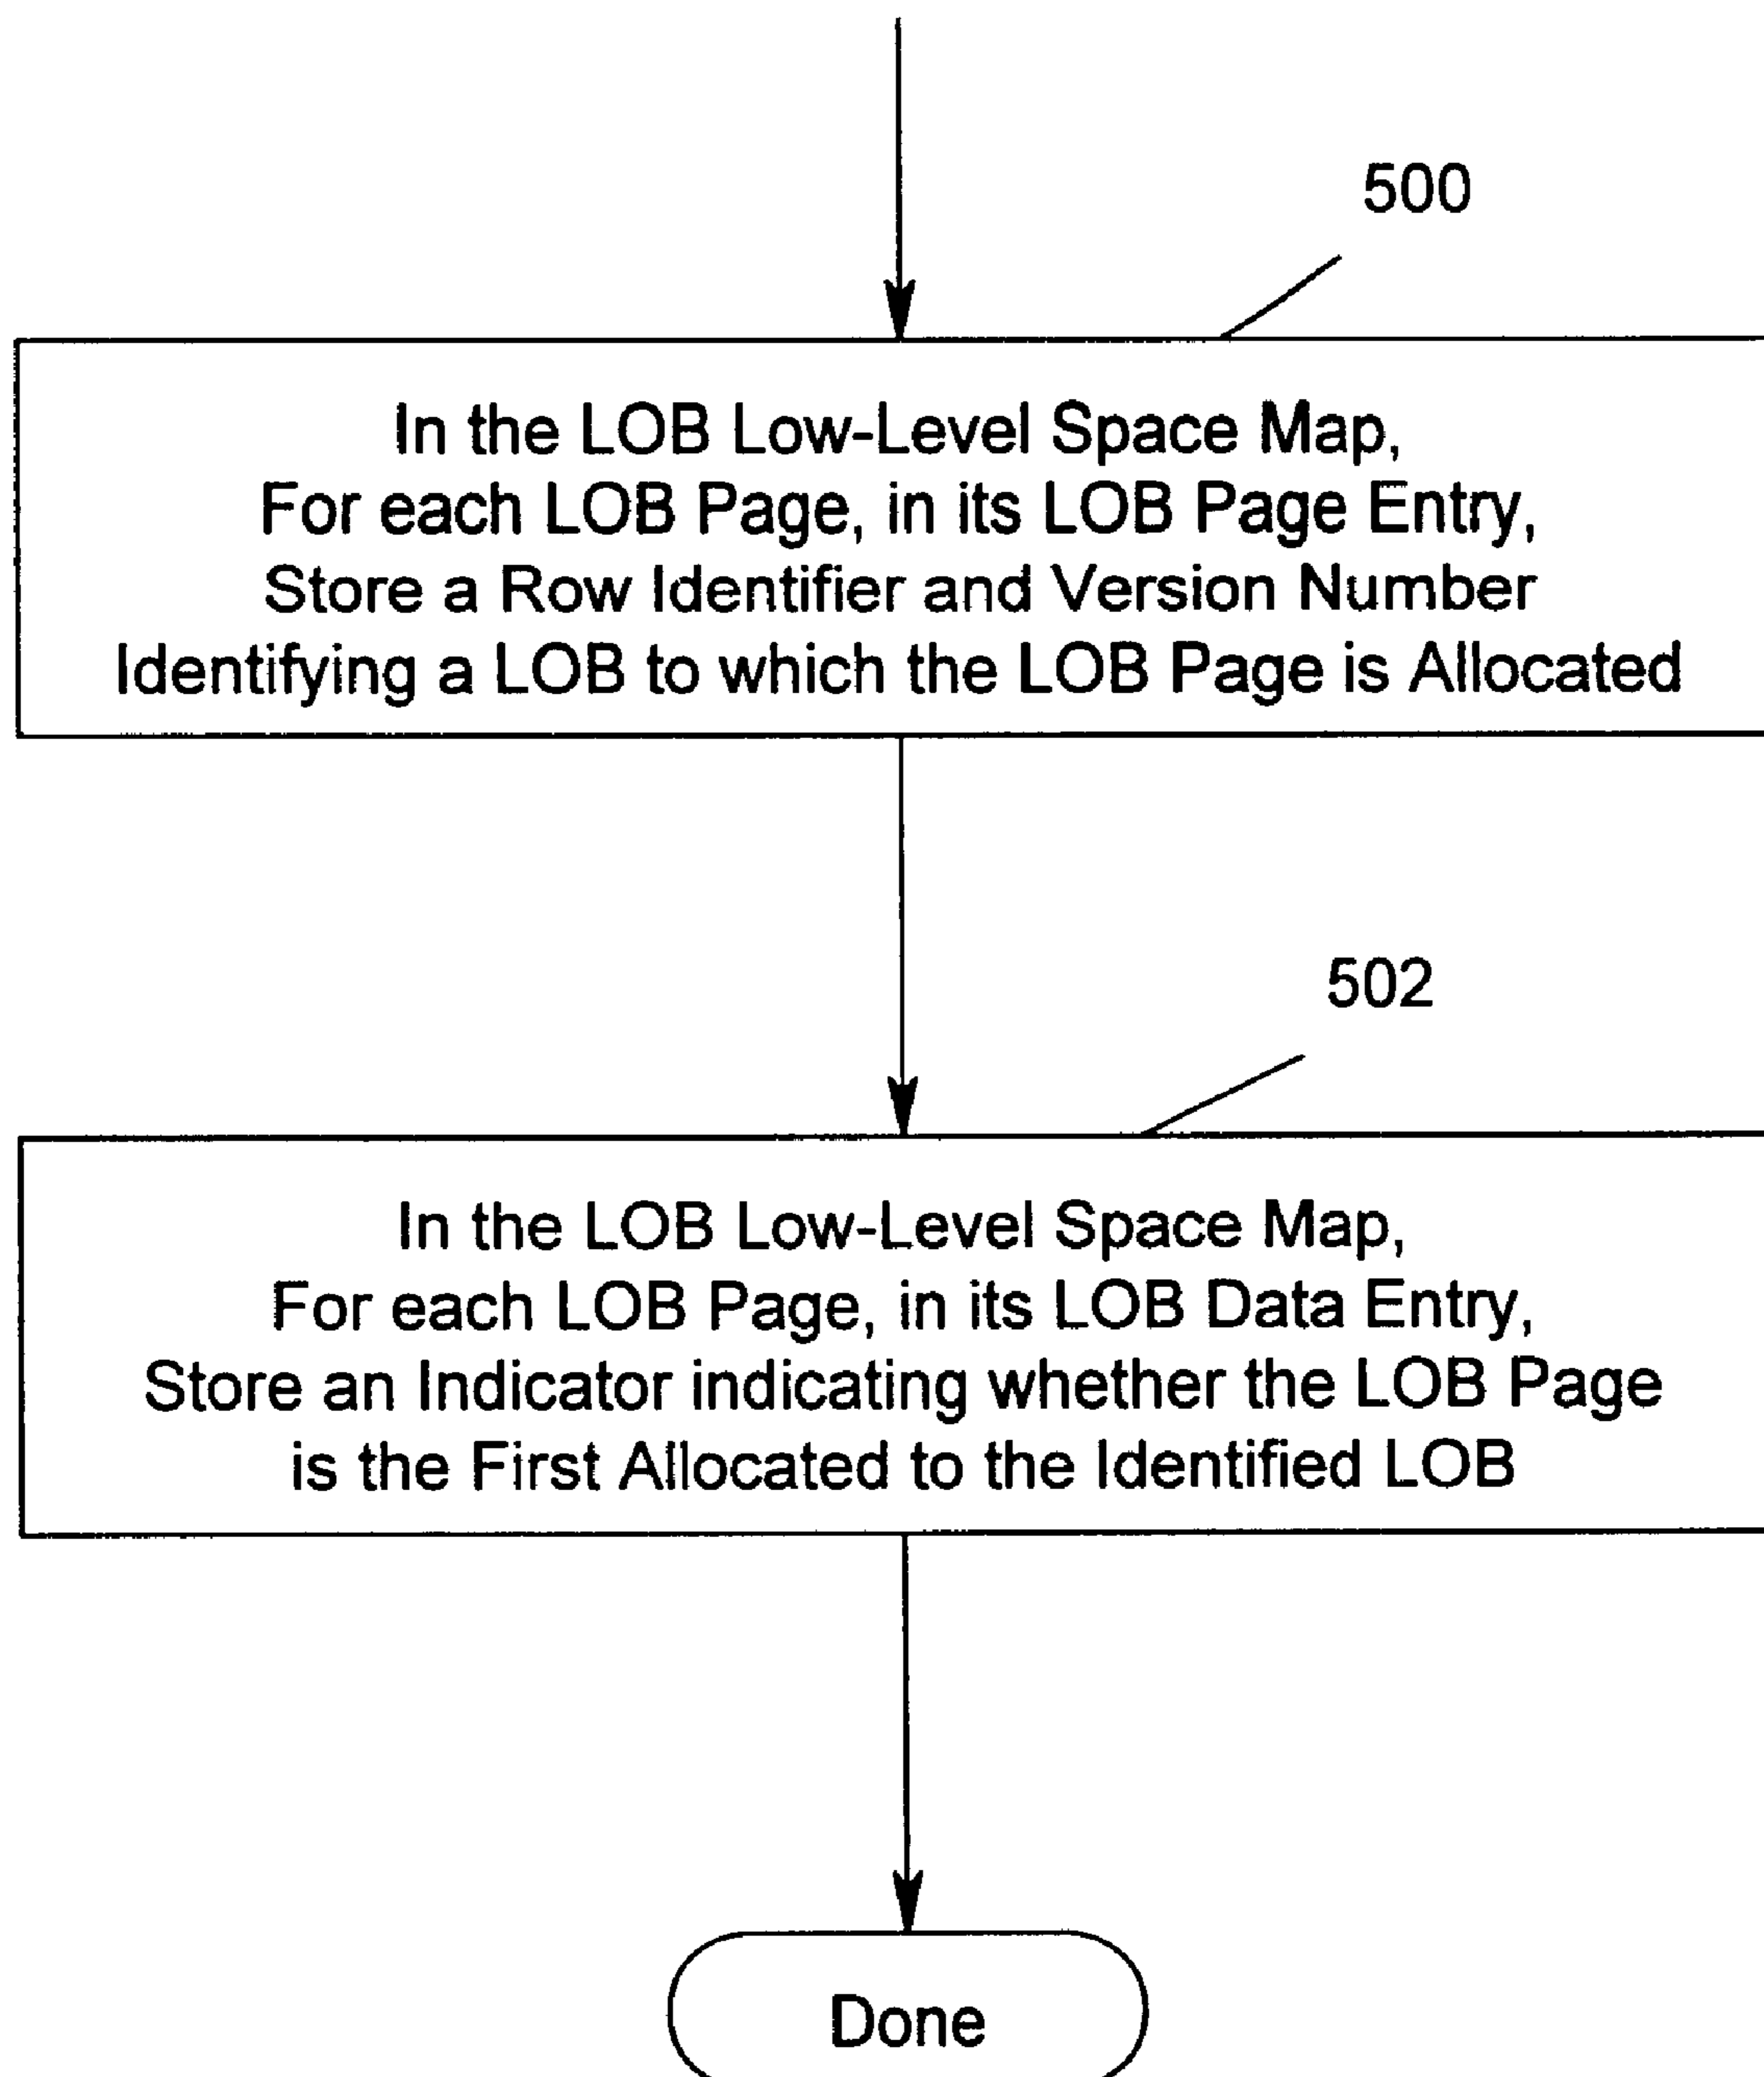 500
In the LOB Low-Level Space Map,
For each LOB Page, in its LOB Page Entry,
Store a Row Identifier and Version Number
Identifying a LOB to which the LOB Page is Allocated
502
In the LOB Low-Level Space Map,
For each LOB Page, in its LOB Data Entry,
Store an Indicator indicating whether the LOB Page
is the First Allocated to the Identified LOB
Done